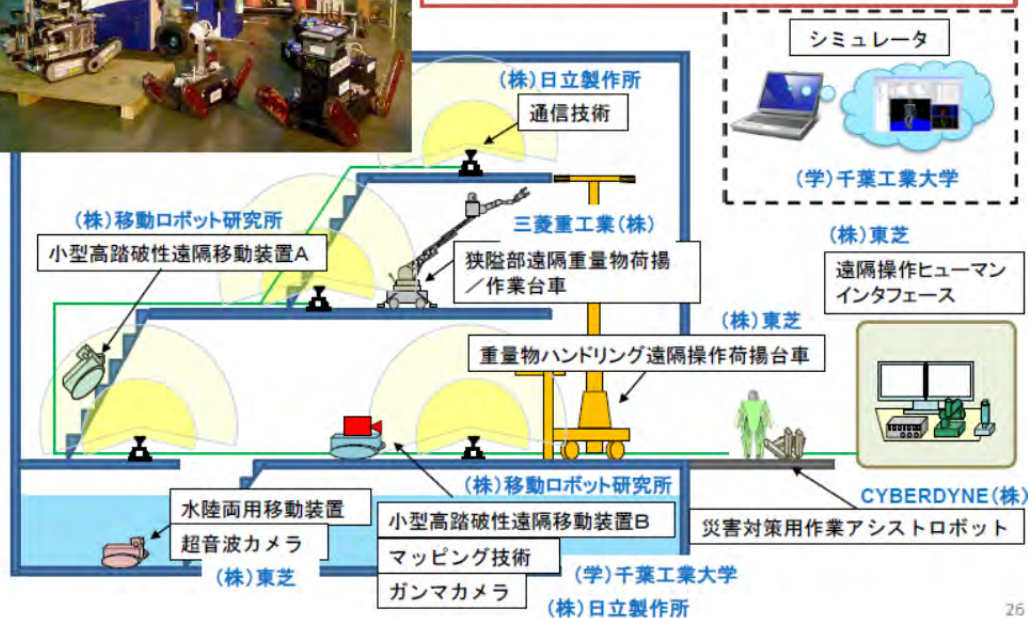 シミュレータ
(学)千葉工業大学
(株)日立製作所
通信技術
(株)移動ロボット研究所
小型高踏破性遠隔移動装置A
三菱重工業(株)
狭隘部遠隔重量物荷揚
／作業台車
(株)東芝
遠隔操作ヒューマン
インタフェース
(株)東芝
重量物ハンドリング遠隔操作荷揚台車
水陸両用移動装置
超音波カメラ
(株)東芝
(株)移動ロボット研究所
小型高踏破性遠隔移動装置B
マッピング技術
ガンマカメラ
(学)千葉工業大学
(株)日立製作所
CYBERDYNE(株)
災害対策用作業アシストロボット
26